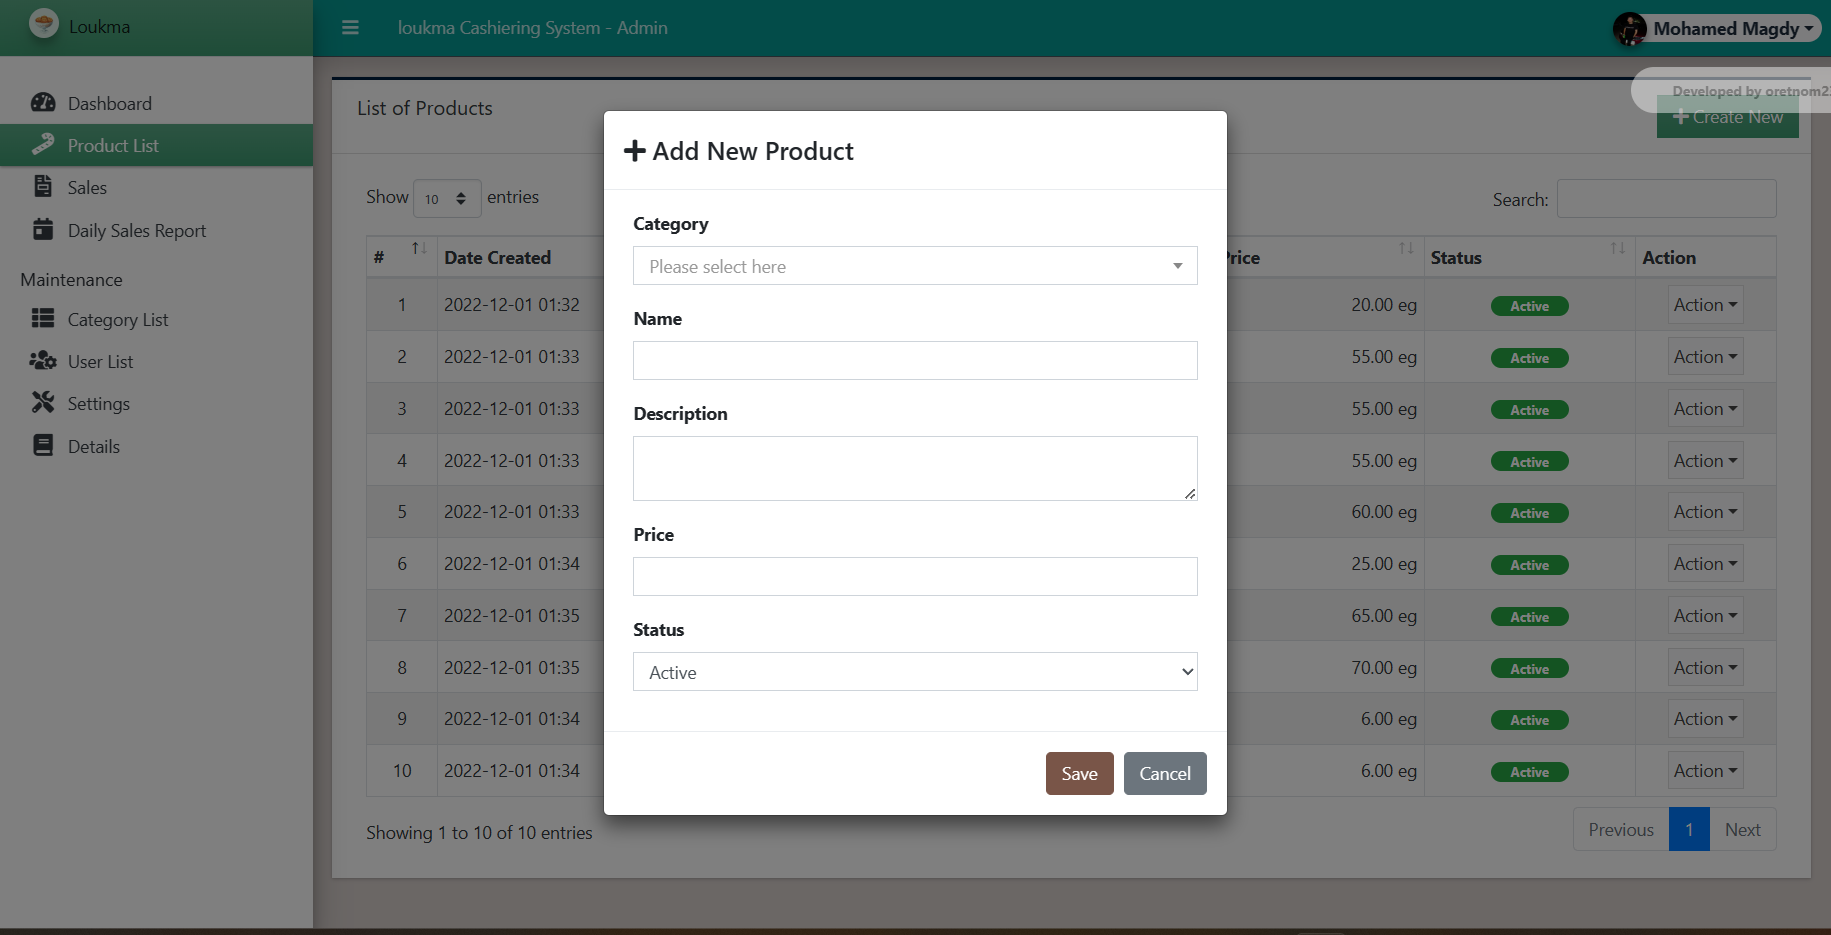 Loukma
loukma Cashiering System - Admin
Mohamed Magdy
Developed by oretnom2
Dashboard
Product List
Sales
Daily Sales Report
Maintenance
Category List
User List
Settings
Details
List of Products
Create New
Show 10 entries
Search:
# Date Created Price Status Action
1 2022-12-01 01:32 20.00 eg Active Action
2 2022-12-01 01:33 55.00 eg Active Action
3 2022-12-01 01:33 55.00 eg Active Action
4 2022-12-01 01:33 55.00 eg Active Action
5 2022-12-01 01:33 60.00 eg Active Action
6 2022-12-01 01:34 25.00 eg Active Action
7 2022-12-01 01:35 65.00 eg Active Action
8 2022-12-01 01:35 70.00 eg Active Action
9 2022-12-01 01:34 6.00 eg Active Action
10 2022-12-01 01:34 6.00 eg Active Action
Showing 1 to 10 of 10 entries
Previous 1 Next
Add New Product
Category
Please select here
Name
Description
Price
Status
Active
Save Cancel